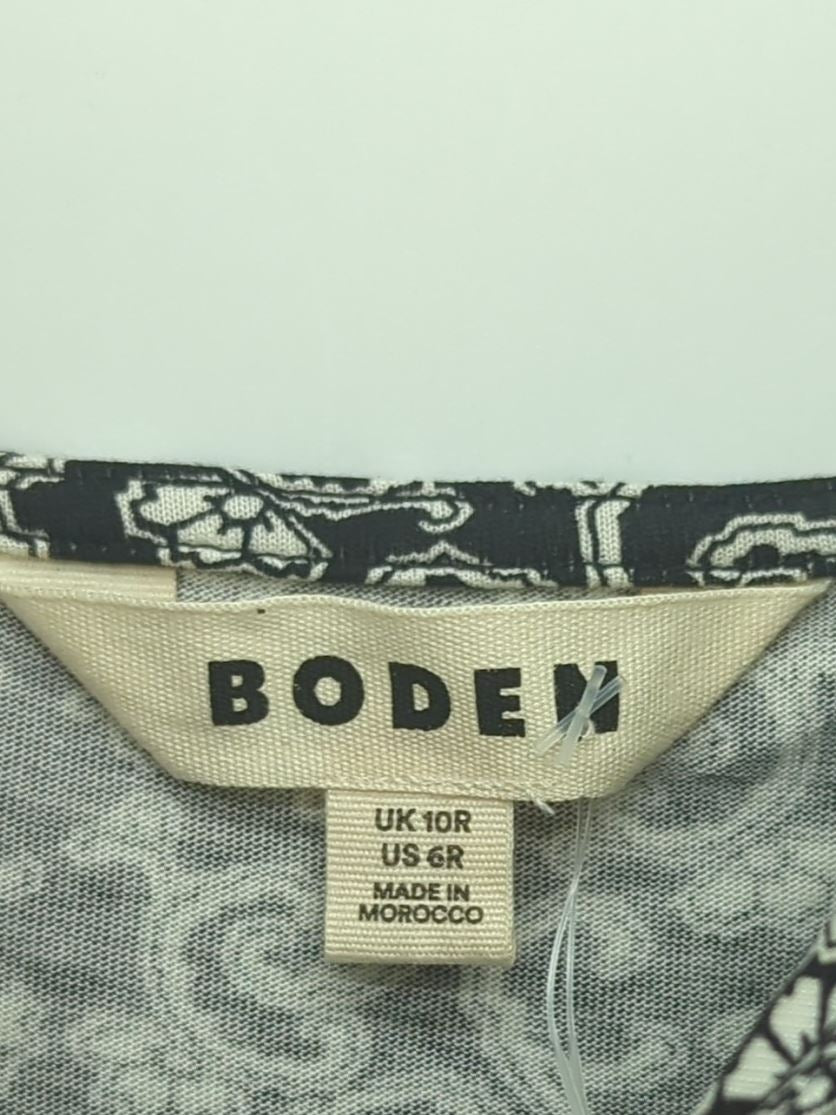 BODEN
UK 10R
US 6R
MADE IN
MOROCCO